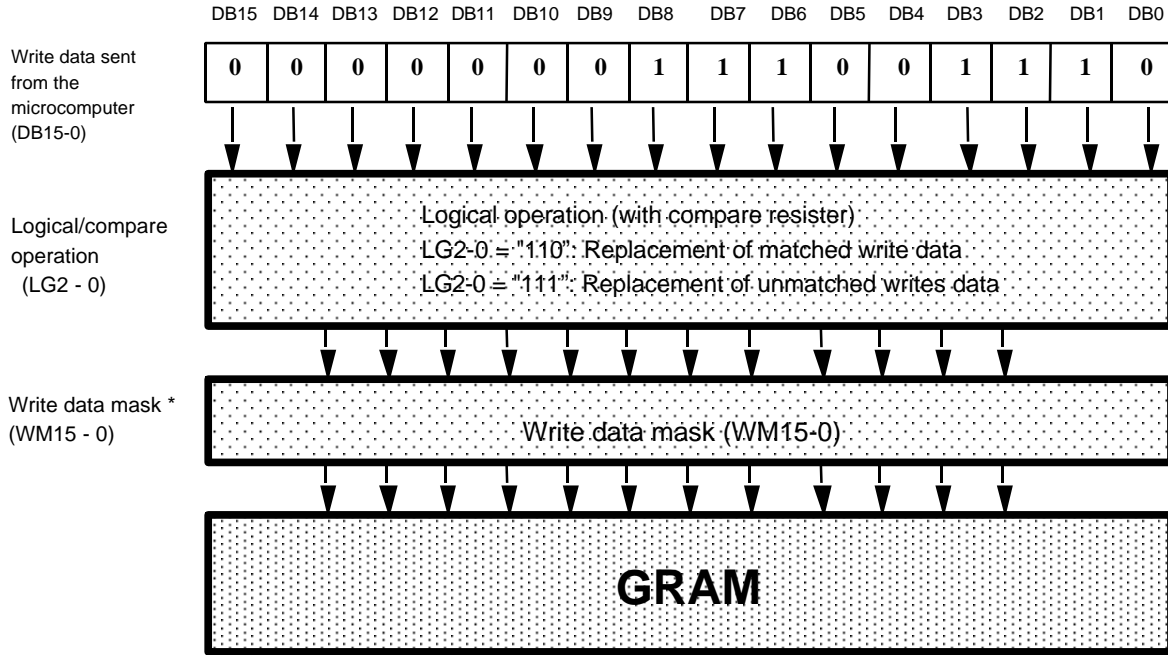 DB15 DB14 DB13 DB12 DB11 DB10 DB9 DB8 DB7 DB6 DB5 DB4 DB3 DB2 DB1 DB0
Write data sent
from the
microcomputer
(DB15-0)
0 0 0 0 0 0 0 1 1 1 0 0 1 1 1 0
Logical/compare
operation
(LG2 - 0)
Logical operation (with compare resister)
LG2-0 = "110": Replacement of matched write data
LG2-0 = "111": Replacement of unmatched writes data
Write data mask *
(WM15 - 0)
Write data mask (WM15-0)
GRAM